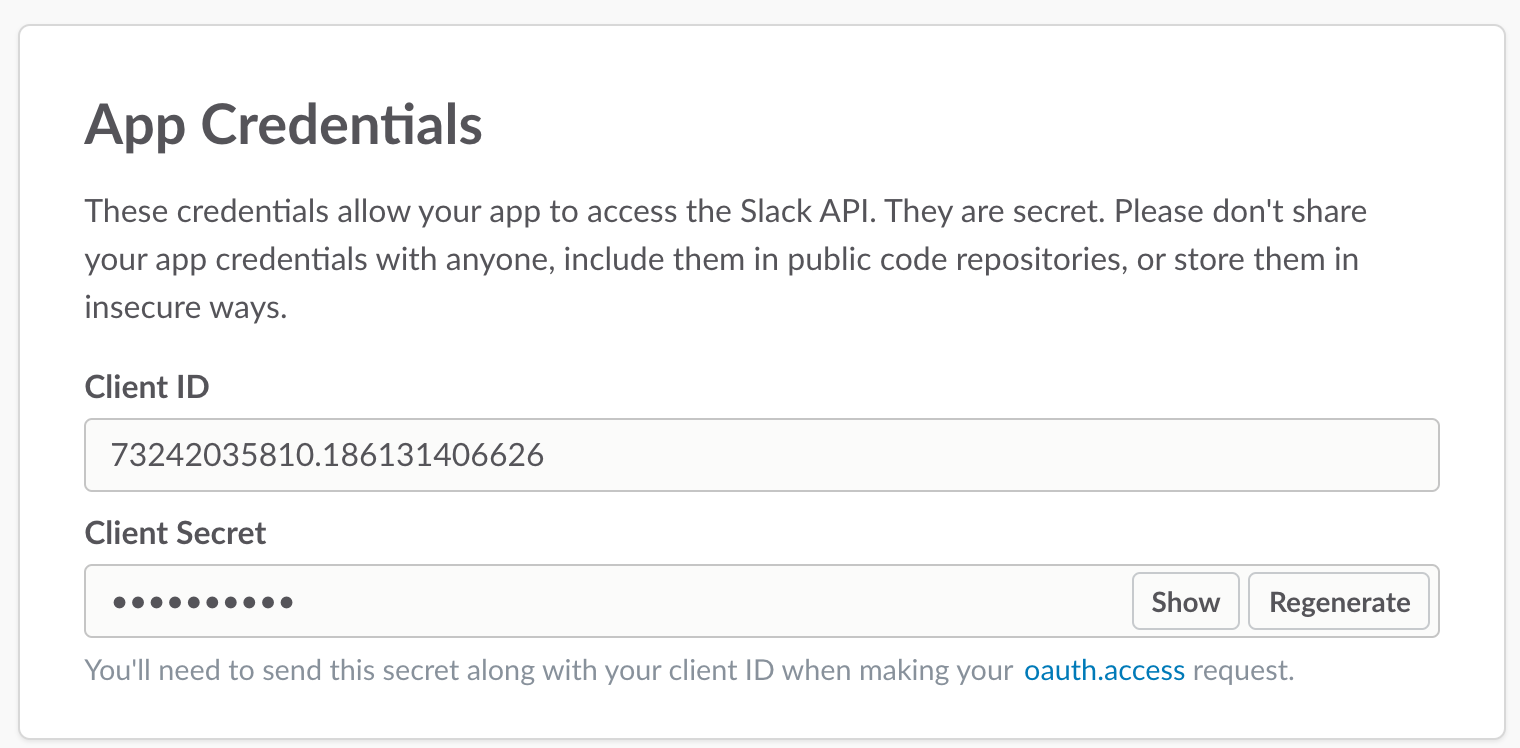 App Credentials
These credentials allow your app to access the Slack API. They are secret. Please don't share
your app credentials with anyone, include them in public code repositories, or store them in
insecure ways.
Client ID
73242035810.186131406626
Client Secret
••••••••••
Show
Regenerate
You'll need to send this secret along with your client ID when making your oauth.access request.